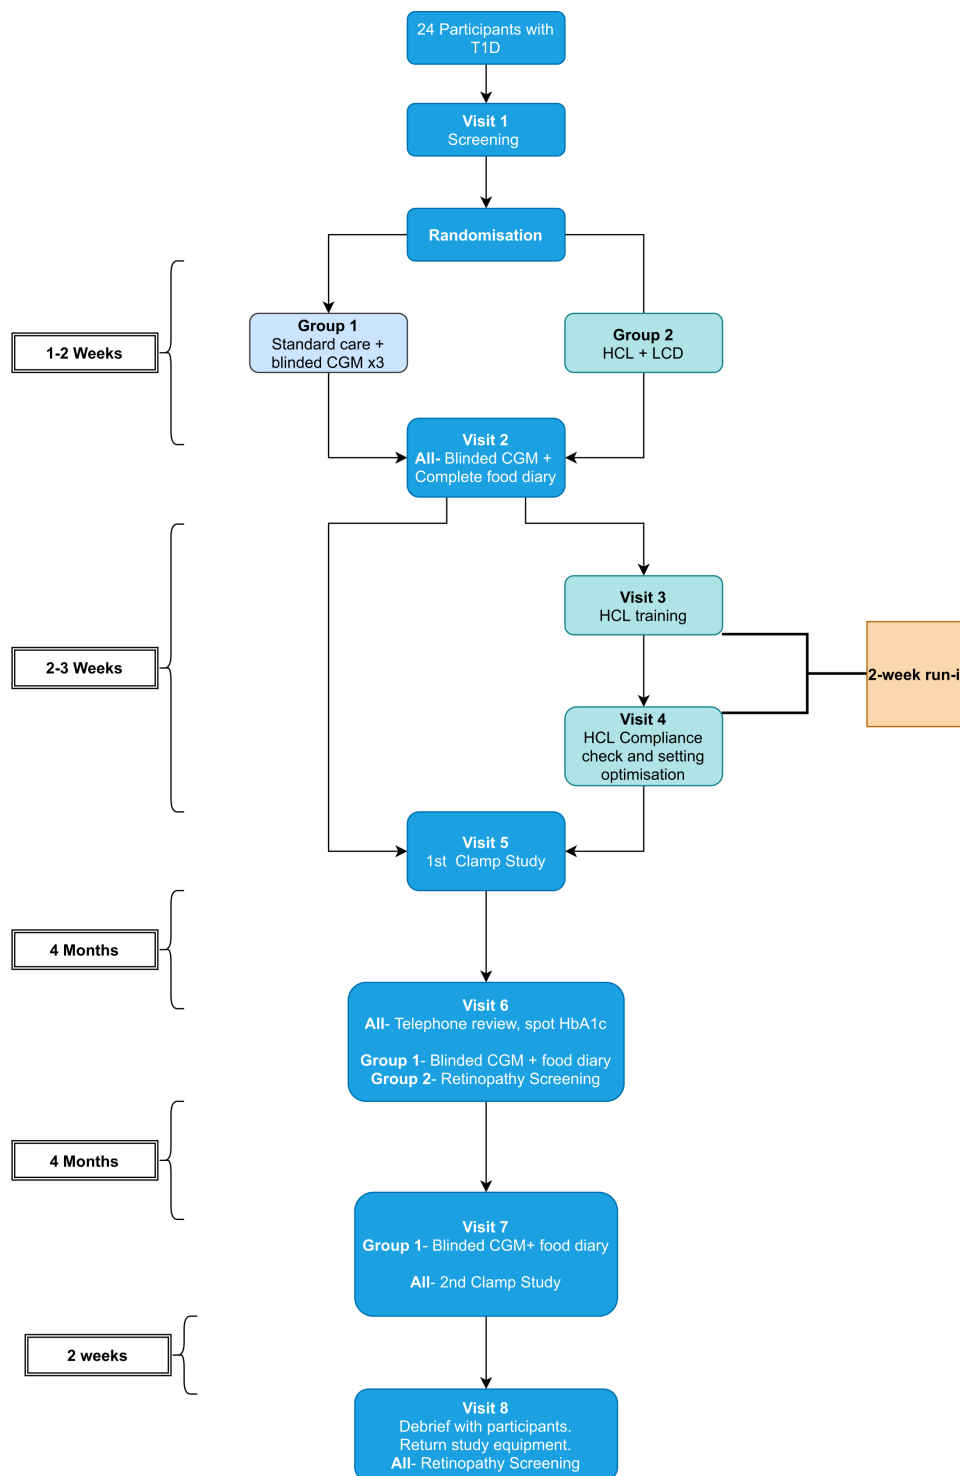 24 Participants with
T1D
Visit 1
Screening
Randomisation
Group 1
Standard care +
blinded CGM x3
Group 2
HCL + LCD
1-2 Weeks
Visit 2
All- Blinded CGM +
Complete food diary
Visit 3
HCL training
2-3 Weeks
2-week run-i
Visit 4
HCL Compliance
check and setting
optimisation
Visit 5
1st Clamp Study
4 Months
Visit 6
All- Telephone review, spot HbA1c
Group 1- Blinded CGM + food diary
Group 2- Retinopathy Screening
4 Months
Visit 7
Group 1- Blinded CGM+ food diary
All- 2nd Clamp Study
2 weeks
Visit 8
Debrief with participants.
Return study equipment.
All- Retinopathy Screening